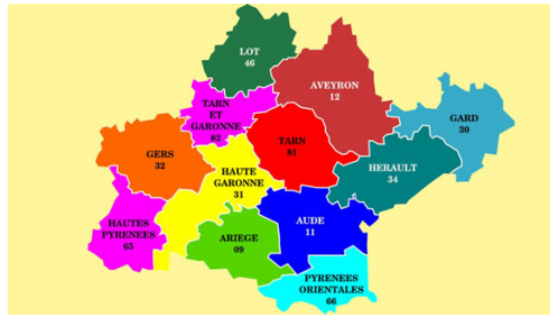 LOT
46
AVEYRON
12
TARN
ET
GARONNE
82
GARD
30
TARN
81
GERS
32
HERAULT
34
HAUTE
GARONNE
31
HAUTES
PYRENEES
65
AUDE
11
ARIEGE
09
PYRENEES
ORIENTALES
66